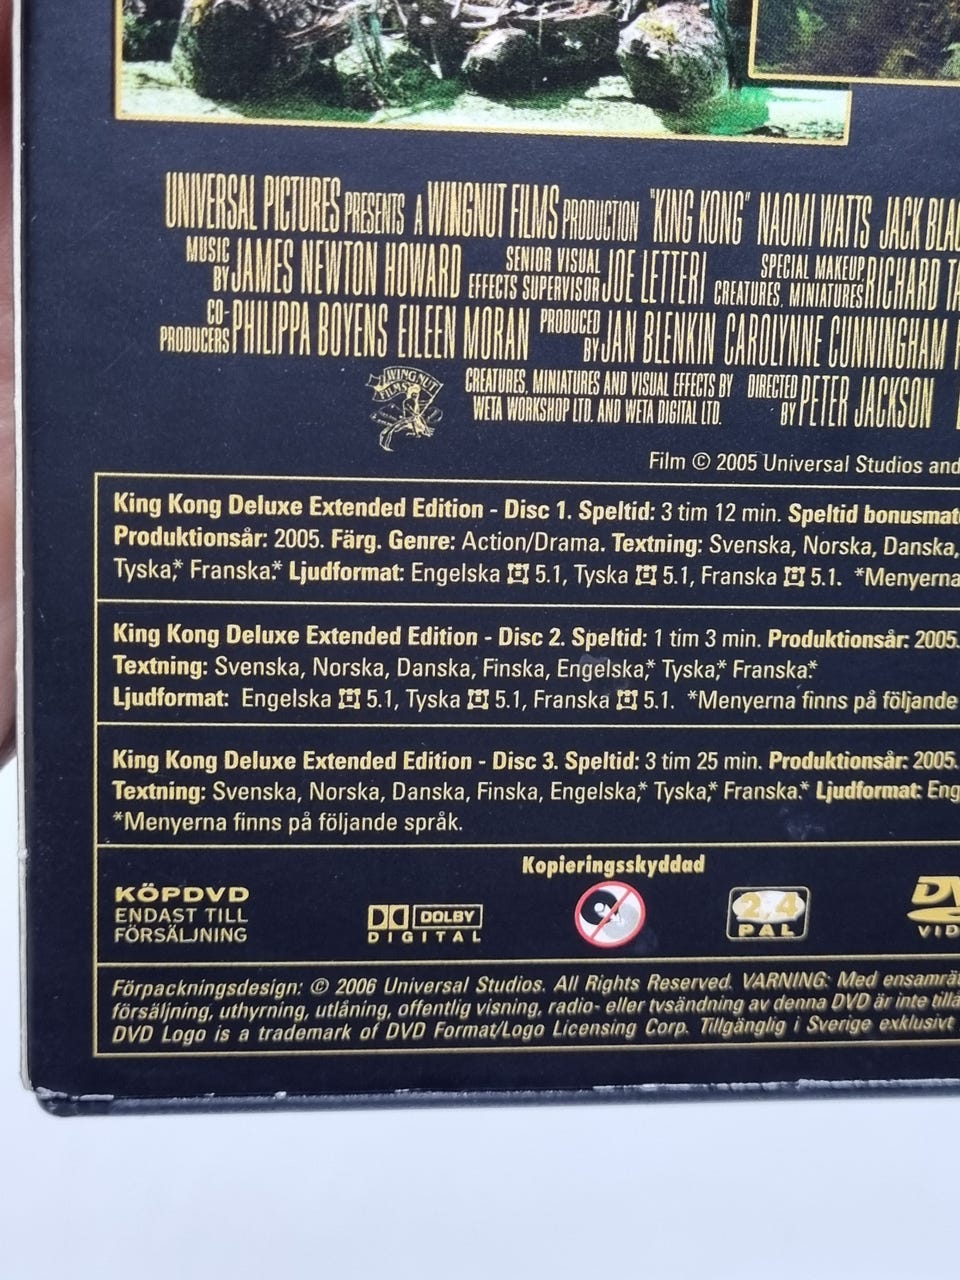 UNIVERSAL PICTURES PRESENTS A WINGNUT FILMS PRODUCTION "KING KONG" NAOMI WATTS JACK
MUSIC BY JAMES NEWTON HOWARD SENIOR VISUAL EFFECTS SUPERVISOR JOE LETTERI SPECIAL MAKEUP, CREATURES, MINIATURES RICHARD
CO-PRODUCERS PHILIPPA BOYENS EILEEN MORAN PRODUCED BY JAN BLENKIN CAROLYNNE CUNNINGHAM
WINGNUT FILMS
CREATURES, MINIATURES AND VISUAL EFFECTS BY WETA WORKSHOP LTD. AND WETA DIGITAL LTD. DIRECTED BY PETER JACKSON
Film © 2005 Universal Studios and
King Kong Deluxe Extended Edition - Disc 1. Speltid: 3 tim 12 min. Speltid
Produktionsår: 2005. Färg. Genre: Action/Drama. Textning: Svenska, Norska, Danska,
Tyska,* Franska.* Ljudformat: Engelska 5.1, Tyska 5.1, Franska 5.1. *Menyerna
King Kong Deluxe Extended Edition - Disc 2. Speltid: 1 tim 3 min. Produktionsår: 2005.
Textning: Svenska, Norska, Danska, Finska, Engelska,* Tyska,* Franska.*
Ljudformat: Engelska 5.1, Tyska 5.1, Franska 5.1. *Menyerna finns på följande
King Kong Deluxe Extended Edition - Disc 3. Speltid: 3 tim 25 min. Produktionsår: 2005.
Textning: Svenska, Norska, Danska, Finska, Engelska,* Tyska,* Franska.* Ljudformat:
*Menyerna finns på följande språk.
Kopieringsskyddad
KÖPDVD
ENDAST TILL
FÖRSÄLJNING
DOLBY
DIGITAL
2,4
PAL
Förpackningsdesign: © 2006 Universal Studios. All Rights Reserved. VARNING: Med
försäljning, uthyrning, utlåning, offentlig visning, radio- eller tvsändning av denna DVD är inte
DVD Logo is a trademark of DVD Format/Logo Licensing Corp. Tillgänglig i Sverige exklusivt